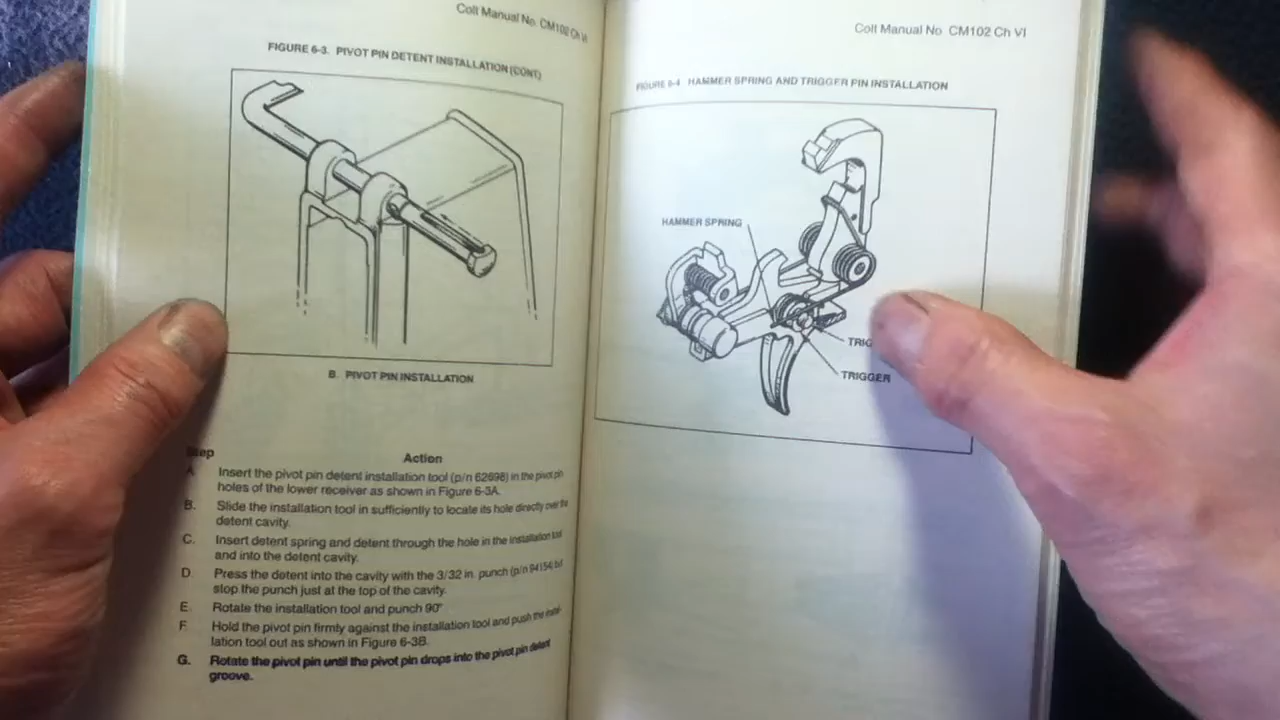 Colt Manual No. CM102 Ch VI
FIGURE 6-3. PIVOT PIN DETENT INSTALLATION (CONT)
B. PIVOT PIN INSTALLATION
Step Action
A Insert the pivot pin detent installation tool (p/n 62698) in the pivot pin
holes of the lower receiver as shown in Figure 6-3A.
B. Slide the installation tool in sufficiently to locate its hole directly over the
detent cavity.
C. Insert detent spring and detent through the hole in the installation tool
and into the detent cavity.
D. Press the detent into the cavity with the 3/32 in. punch (p/n 94154) but
stop the punch just at the top of the cavity.
E. Rotate the installation tool and punch 90°
F. Hold the pivot pin firmly against the installation tool and push the instal-
lation tool out as shown in Figure 6-3B.
G. Rotate the pivot pin until the pivot pin drops into the pivot pin detent
groove.
Colt Manual No CM102 Ch VI
FIGURE 6-4 HAMMER SPRING AND TRIGGER PIN INSTALLATION
HAMMER SPRING
TRIG
TRIGGER